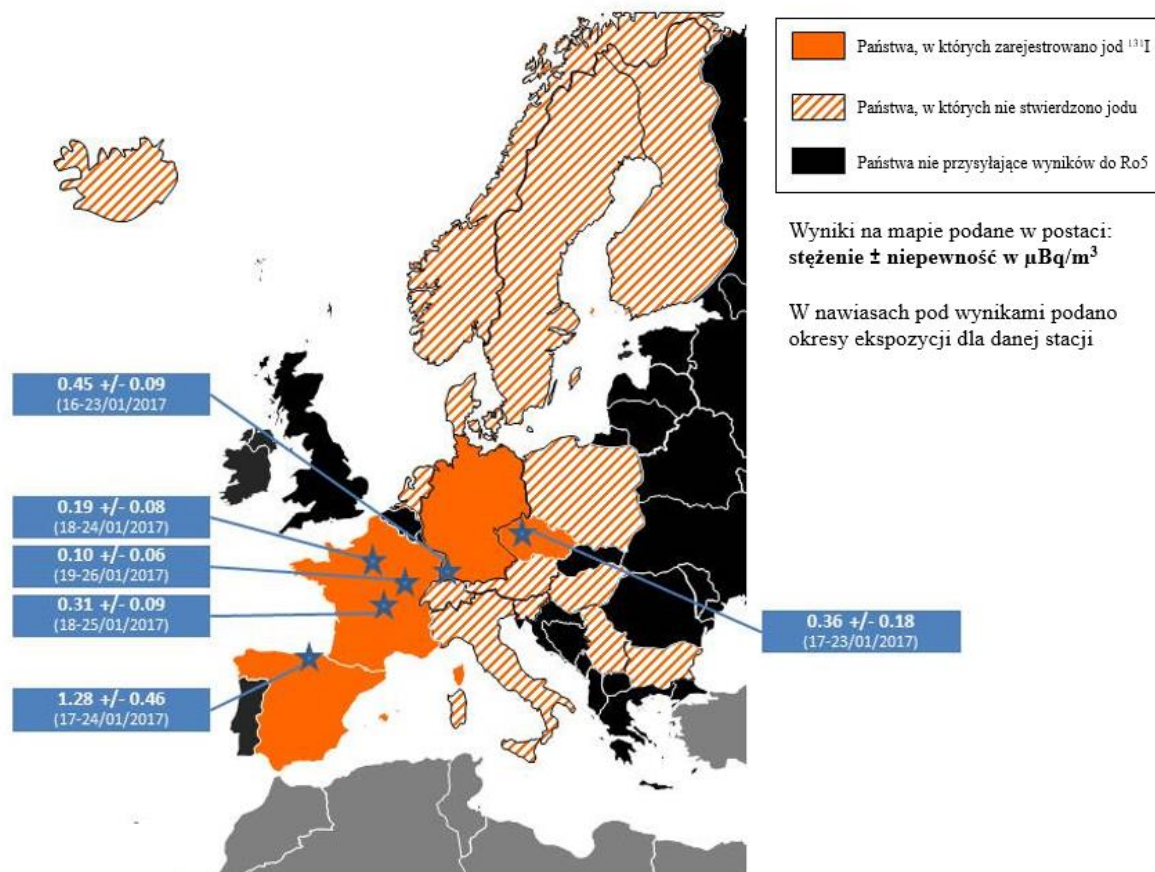 Państwa, w których zarejestrowano jod ¹³¹I
Państwa, w których nie stwierdzono jodu
Państwa nie przysyłające wyników do Ro5
Wyniki na mapie podane w postaci:
stężenie ± niepewność w µBq/m³
W nawiasach pod wynikami podano
okresy ekspozycji dla danej stacji
0.45 +/- 0.09
(16-23/01/2017
0.19 +/- 0.08
(18-24/01/2017)
0.10 +/- 0.06
(19-26/01/2017)
0.31 +/- 0.09
(18-25/01/2017)
1.28 +/- 0.46
(17-24/01/2017)
0.36 +/- 0.18
(17-23/01/2017)